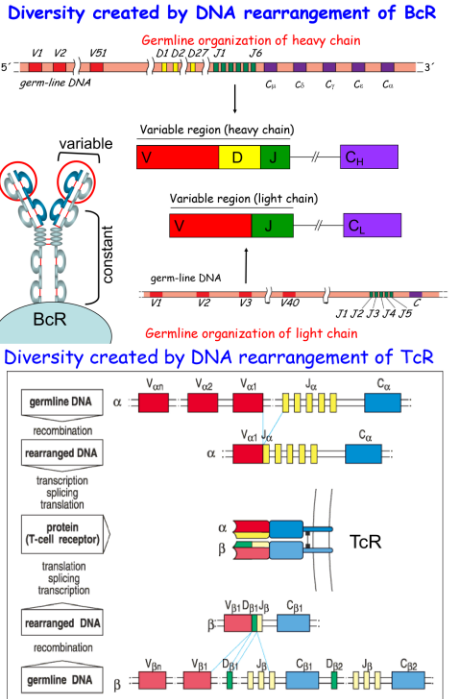 Diversity created by DNA rearrangement of BcR
Germline organization of heavy chain
V1 V2 V51 D1 D2 D27 J1 J6
5´ 3´
germ-line DNA Cμ Cδ Cγ Cε Cα
variable
Variable region (heavy chain)
V D J CH
constant
Variable region (light chain)
V J CL
germ-line DNA
V1 V2 V3 V40 J1 J2 J3 J4 J5 C
BcR
Germline organization of light chain
Diversity created by DNA rearrangement of TcR
germline DNA α Vαn Vα2 Vα1 Jα Cα
recombination
rearranged DNA α Vα1 Jα Cα
transcription
splicing
translation
protein
(T-cell receptor)
α
β
TcR
translation
splicing
transcription
rearranged DNA β Vβ1 Dβ1 Jβ Cβ1
recombination
germline DNA β Vβn Vβ1 Dβ1 Jβ Cβ1 Dβ2 Jβ Cβ2